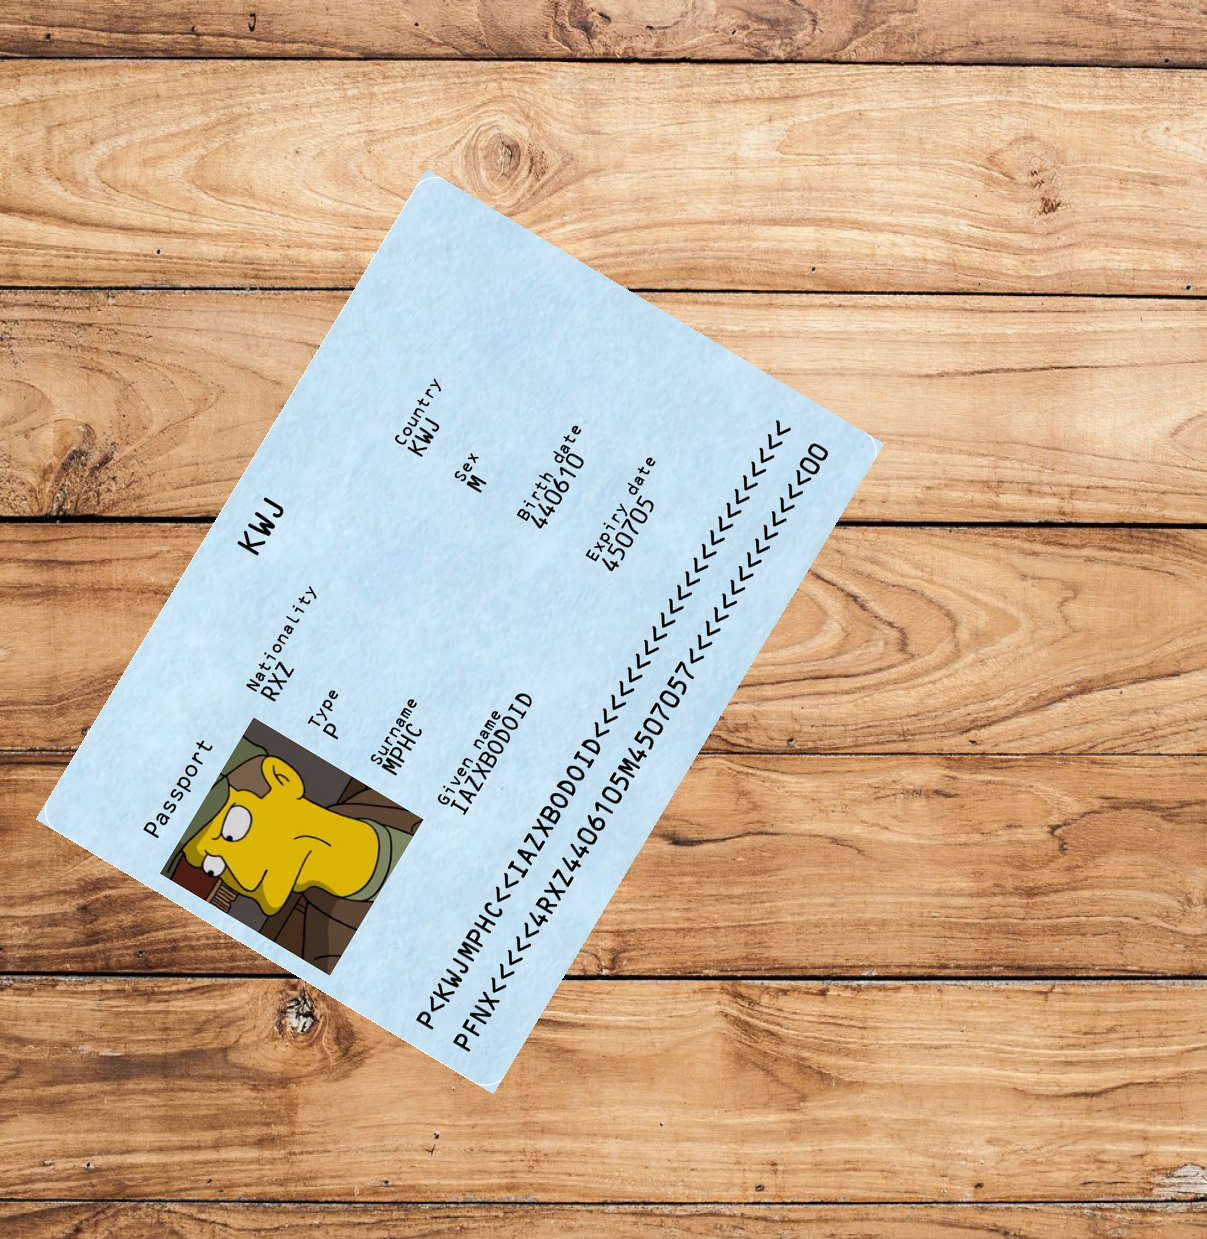 Passport
KWJ
Nationality
RXZ
Country
KWJ
Type
P
Sex
M
Surname
MPHC
Birth date
440610
Given name
IAZXBODOID
Expiry date
450705
P<KWJMPHC<<IAZXBODOID<<<<<<<<<<<<<<<<<<<<<<<
PFNX<<<<<4RXZ4406105M4507057<<<<<<<<<<<<<<00